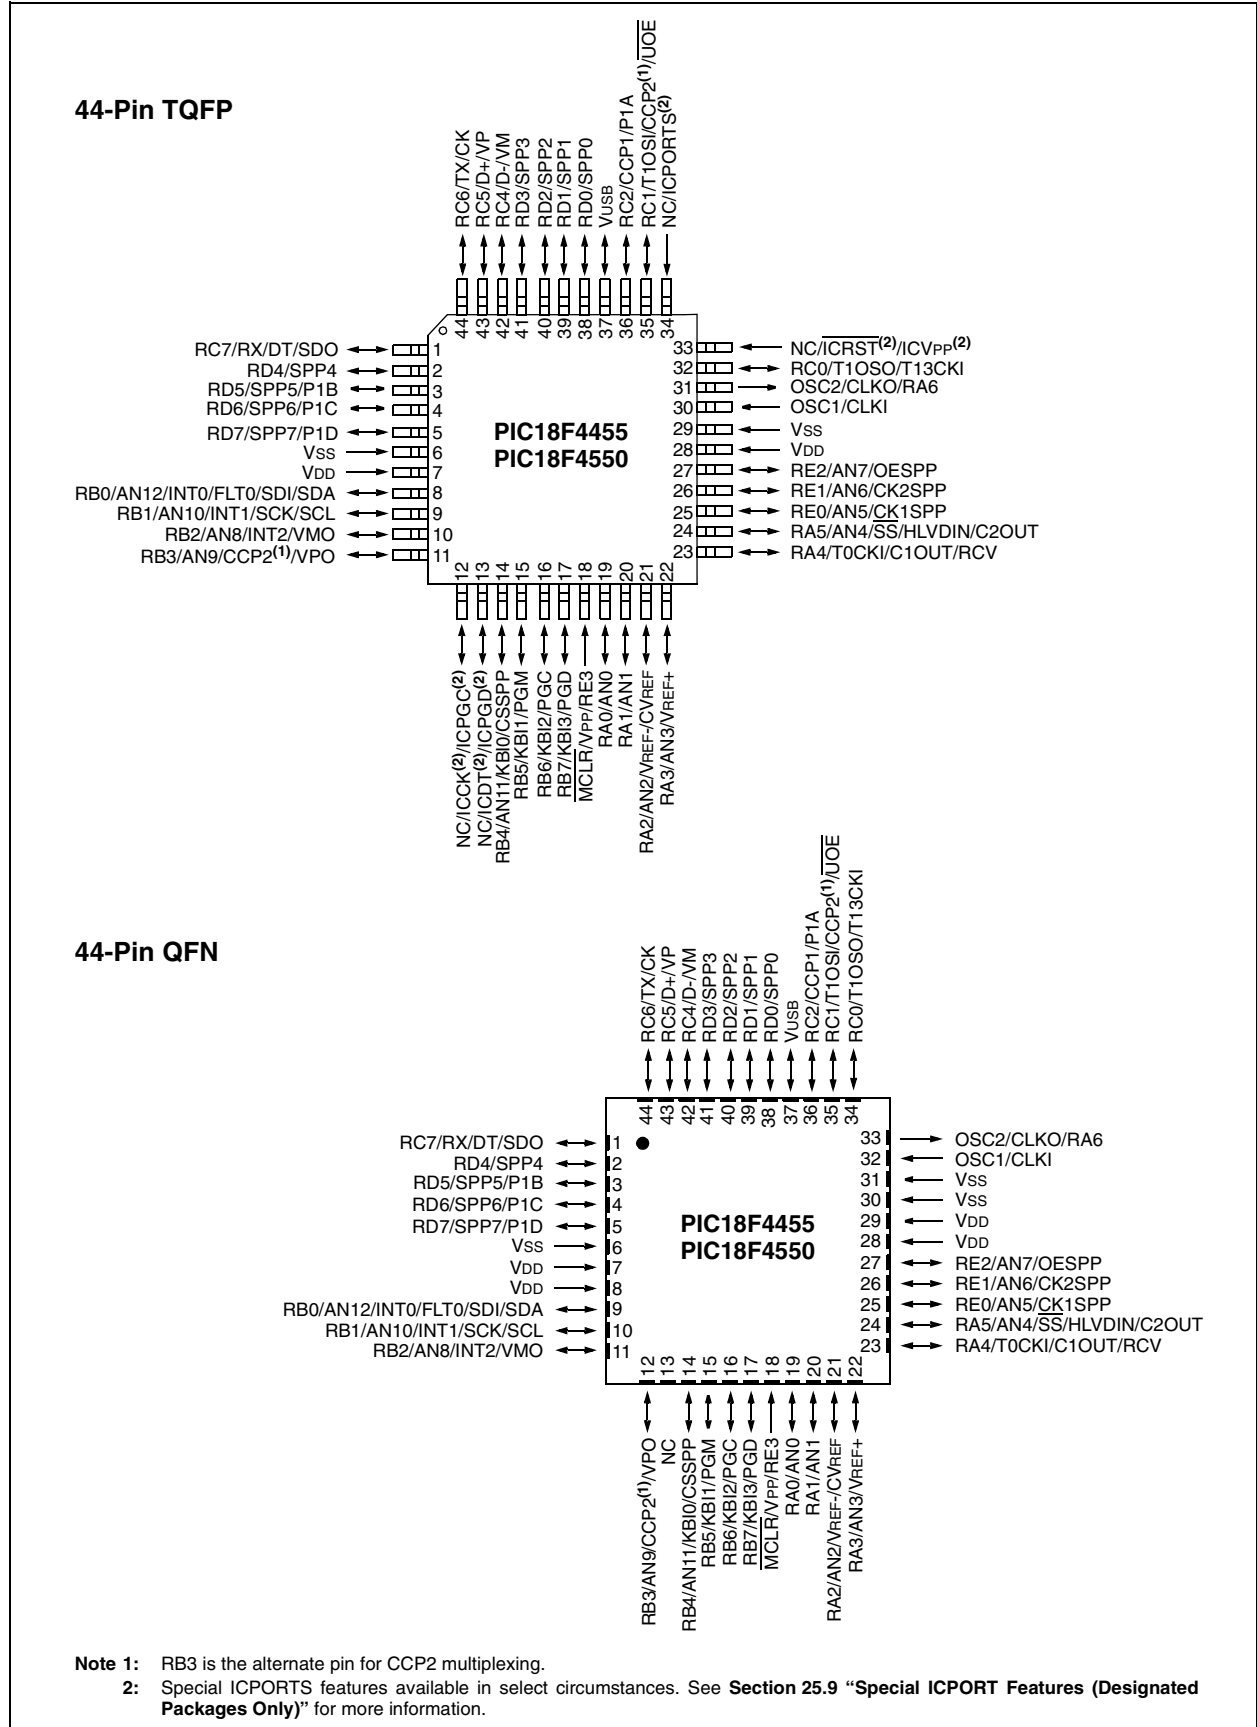 44-Pin TQFP
RC6/TX/CK
RC5/D+/VP
RC4/D-/VM
RD3/SPP3
RD2/SPP2
RD1/SPP1
RD0/SPP0
VUSB
RC2/CCP1/P1A
RC1/T1OSI/CCP2(1)/UOE
NC/ICPORTS(2)
44 43 42 41 40 39 38 37 36 35 34
RC7/RX/DT/SDO 1
RD4/SPP4 2
RD5/SPP5/P1B 3
RD6/SPP6/P1C 4
RD7/SPP7/P1D 5
VSS 6
VDD 7
RB0/AN12/INT0/FLT0/SDI/SDA 8
RB1/AN10/INT1/SCK/SCL 9
RB2/AN8/INT2/VMO 10
RB3/AN9/CCP2(1)/VPO 11
PIC18F4455
PIC18F4550
33 NC/ICRST(2)/ICVPP(2)
32 RC0/T1OSO/T13CKI
31 OSC2/CLKO/RA6
30 OSC1/CLKI
29 VSS
28 VDD
27 RE2/AN7/OESPP
26 RE1/AN6/CK2SPP
25 RE0/AN5/CK1SPP
24 RA5/AN4/SS/HLVDIN/C2OUT
23 RA4/T0CKI/C1OUT/RCV
12 13 14 15 16 17 18 19 20 21 22
NC/ICCK(2)/ICPGC(2)
NC/ICDT(2)/ICPGD(2)
RB4/AN11/KBI0/CSSPP
RB5/KBI1/PGM
RB6/KBI2/PGC
RB7/KBI3/PGD
MCLR/VPP/RE3
RA0/AN0
RA1/AN1
RA2/AN2/VREF-/CVREF
RA3/AN3/VREF+
44-Pin QFN
RC6/TX/CK
RC5/D+/VP
RC4/D-/VM
RD3/SPP3
RD2/SPP2
RD1/SPP1
RD0/SPP0
VUSB
RC2/CCP1/P1A
RC1/T1OSI/CCP2(1)/UOE
RC0/T1OSO/T13CKI
44 43 42 41 40 39 38 37 36 35 34
RC7/RX/DT/SDO 1
RD4/SPP4 2
RD5/SPP5/P1B 3
RD6/SPP6/P1C 4
RD7/SPP7/P1D 5
VSS 6
VDD 7
VDD 8
RB0/AN12/INT0/FLT0/SDI/SDA 9
RB1/AN10/INT1/SCK/SCL 10
RB2/AN8/INT2/VMO 11
PIC18F4455
PIC18F4550
33 OSC2/CLKO/RA6
32 OSC1/CLKI
31 VSS
30 VSS
29 VDD
28 VDD
27 RE2/AN7/OESPP
26 RE1/AN6/CK2SPP
25 RE0/AN5/CK1SPP
24 RA5/AN4/SS/HLVDIN/C2OUT
23 RA4/T0CKI/C1OUT/RCV
12 13 14 15 16 17 18 19 20 21 22
RB3/AN9/CCP2(1)/VPO
NC
RB4/AN11/KBI0/CSSPP
RB5/KBI1/PGM
RB6/KBI2/PGC
RB7/KBI3/PGD
MCLR/VPP/RE3
RA0/AN0
RA1/AN1
RA2/AN2/VREF-/CVREF
RA3/AN3/VREF+
Note 1: RB3 is the alternate pin for CCP2 multiplexing.
2: Special ICPORTS features available in select circumstances. See Section 25.9 “Special ICPORT Features (Designated
Packages Only)” for more information.